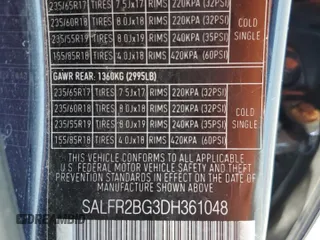 235/65R17 TIRES 7.5Jx17 RIMS 220KPA (32PSI)
235/60R18 TIRES 8.0Jx18 RIMS 220KPA (32PSI) COLD
235/55R19 TIRES 8.0Jx19 RIMS 240KPA (35PSI) SINGLE
155/85R18 TIRES 4.0Jx18 RIMS 420KPA (60PSI)
GAWR REAR: 1360KG (2995LB)
235/65R17 TIRES 7.5Jx17 RIMS 220KPA (32PSI)
235/60R18 TIRES 8.0Jx18 RIMS 220KPA (32PSI) COLD
235/55R19 TIRES 8.0Jx19 RIMS 240KPA (35PSI) SINGLE
155/85R18 TIRES 4.0Jx18 RIMS 420KPA (60PSI)
THIS VEHICLE CONFORMS TO ALL APPLICABLE
U.S. FEDERAL MOTOR VEHICLE SAFETY AND
THEFT PREVENTION STANDARDS IN EFFECT ON
THE DATE OF MANUFACTURE SHOWN ABOVE.
SALFR2BG3DH361048